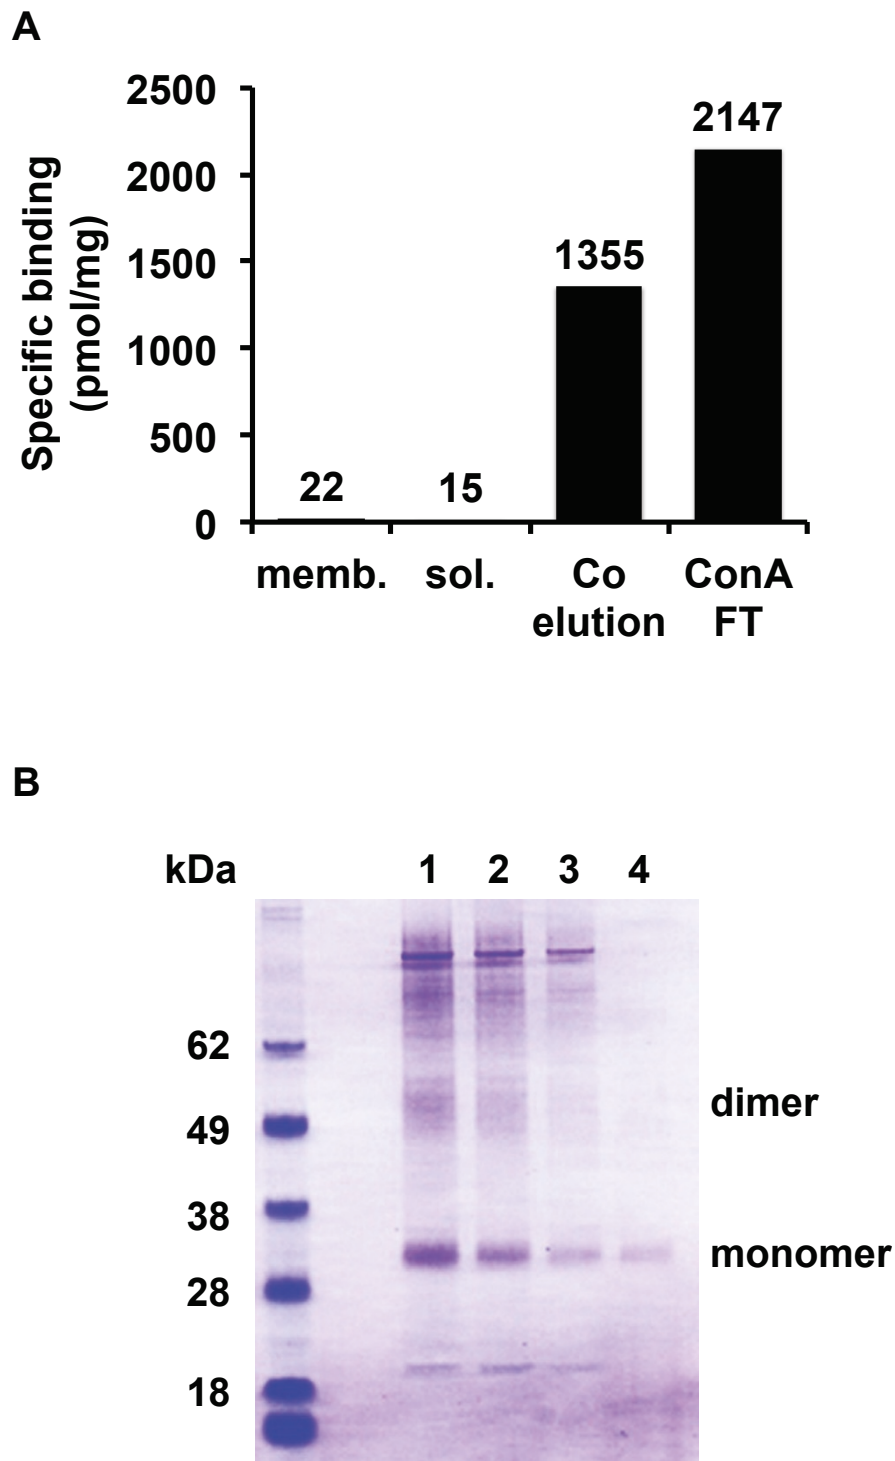 A
Specific binding
(pmol/mg)
2500
2000
1500
1000
500
0
22
15
1355
2147
memb. sol. Co ConA
elution FT
B
kDa 1 2 3 4
62
49
38
28
18
dimer
monomer